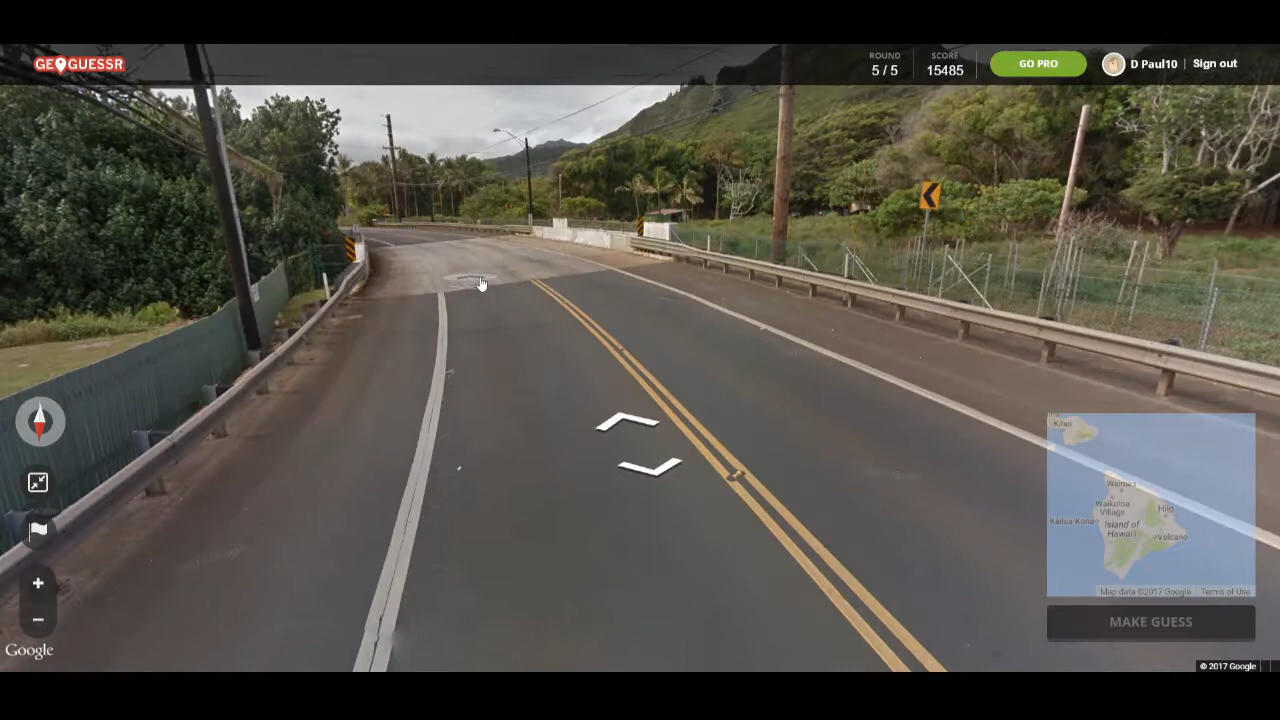 GEOGUESSR
ROUND
5 / 5
SCORE
15485
GO PRO
D Paul10
Sign out
Kihei
Waimea
Waikoloa
Village
Hilo
Kailua-Kona
Island of
Hawai'i
Volcano
Map data ©2017 Google
Terms of Use
MAKE GUESS
Google
© 2017 Google